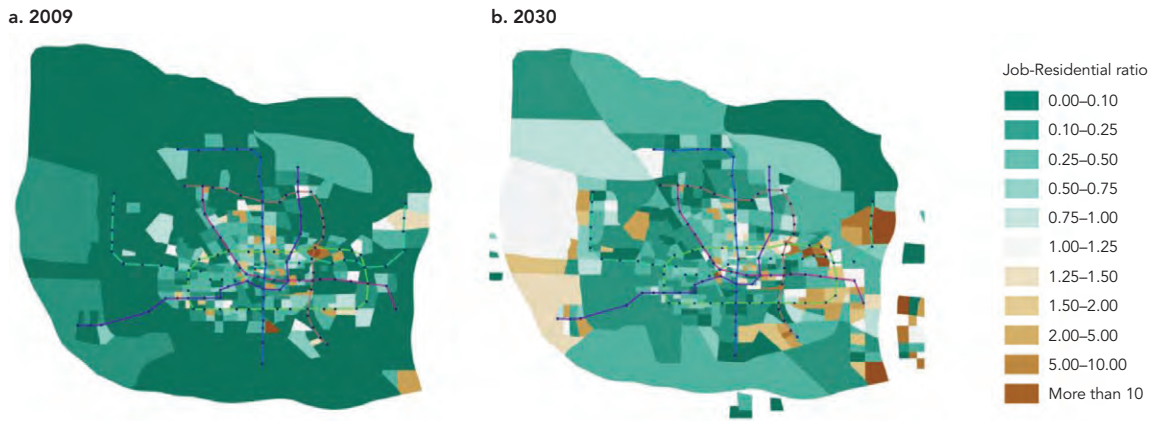 a. 2009
b. 2030
Job-Residential ratio
0.00–0.10
0.10–0.25
0.25–0.50
0.50–0.75
0.75–1.00
1.00–1.25
1.25–1.50
1.50–2.00
2.00–5.00
5.00–10.00
More than 10